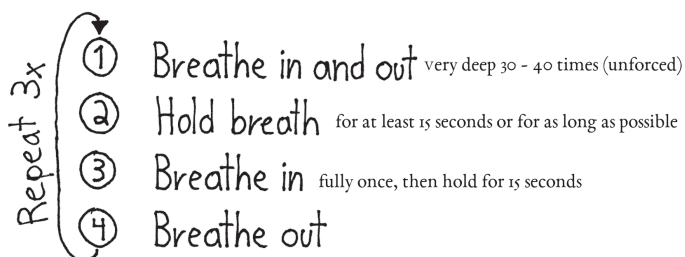 Repeat 3x
1 Breathe in and out very deep 30 - 40 times (unforced)
2 Hold breath for at least 15 seconds or for as long as possible
3 Breathe in fully once, then hold for 15 seconds
4 Breathe out